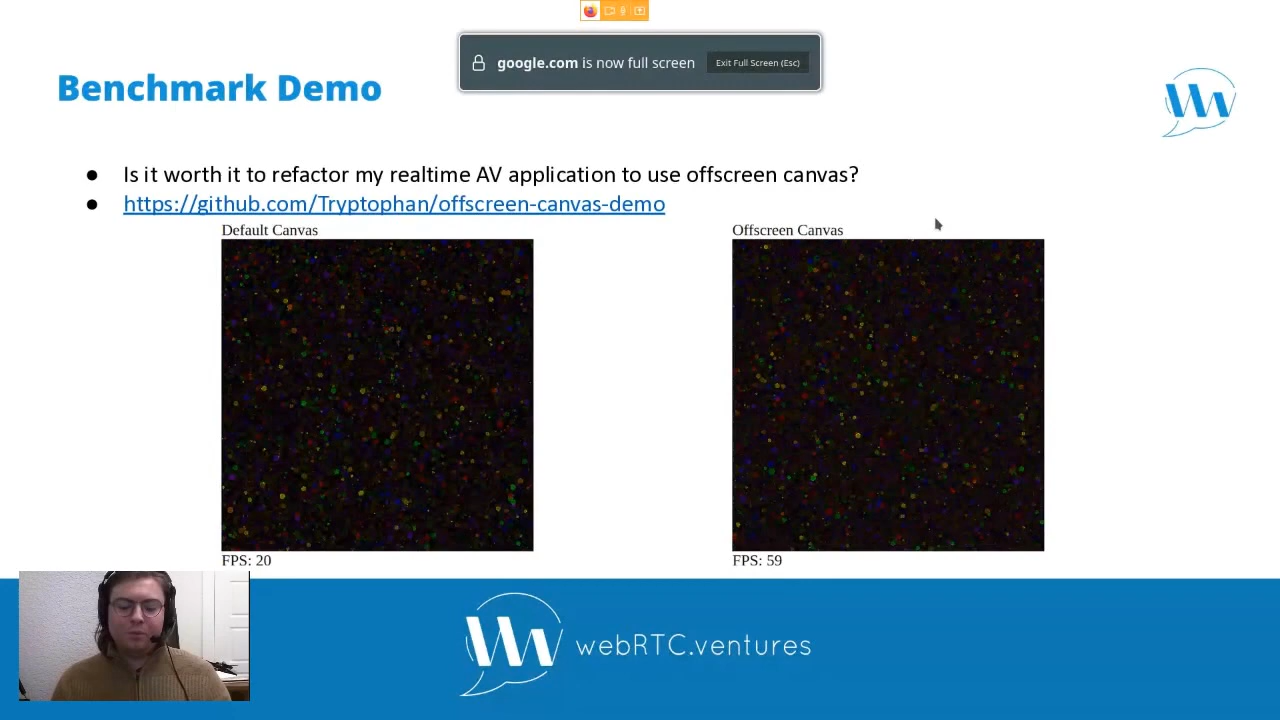 google.com is now full screen
Exit Full Screen (Esc)
Benchmark Demo
● Is it worth it to refactor my realtime AV application to use offscreen canvas?
● https://github.com/Tryptophan/offscreen-canvas-demo
Default Canvas
Offscreen Canvas
FPS: 20
FPS: 59
webRTC.ventures